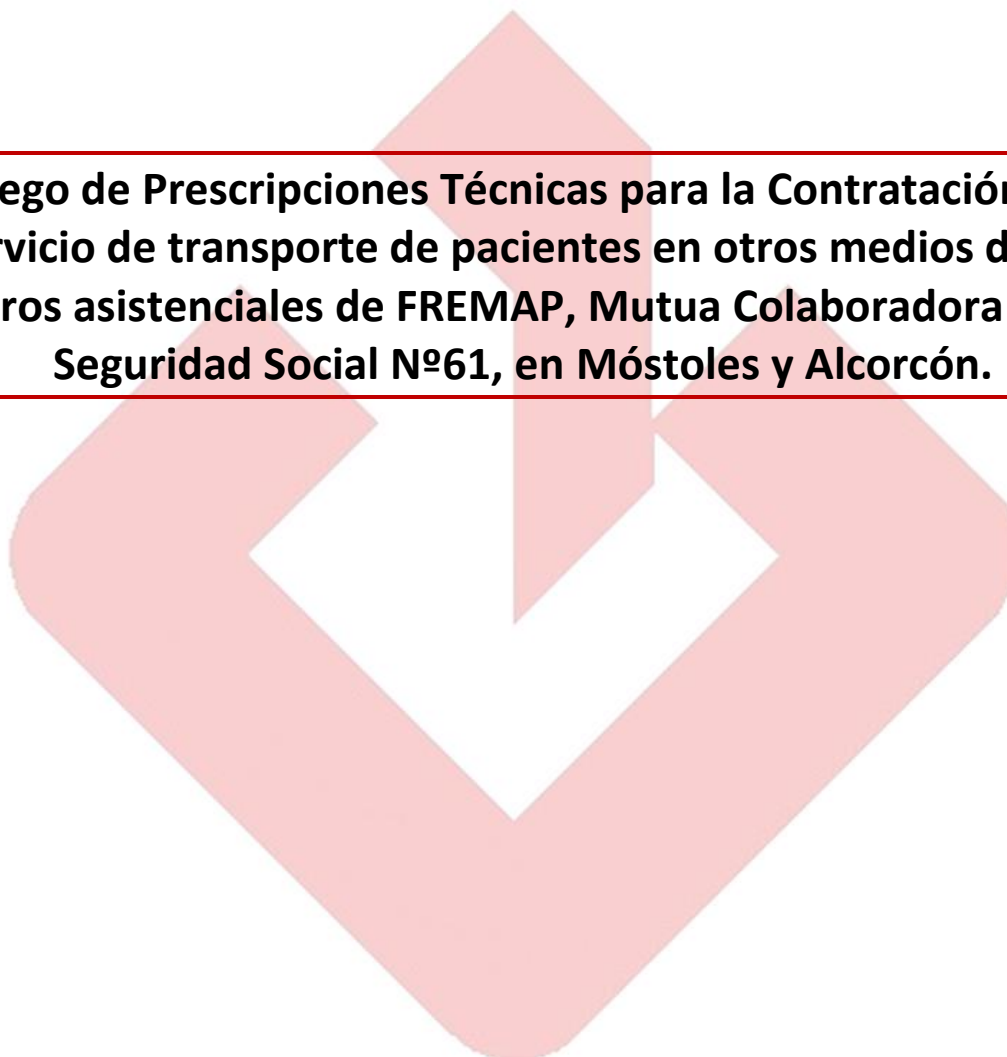 ego de Prescripciones Técnicas para la Contratación
rvicio de transporte de pacientes en otros medios d
ros asistenciales de FREMAP, Mutua Colaboradora
Seguridad Social Nº61, en Móstoles y Alcorcón.